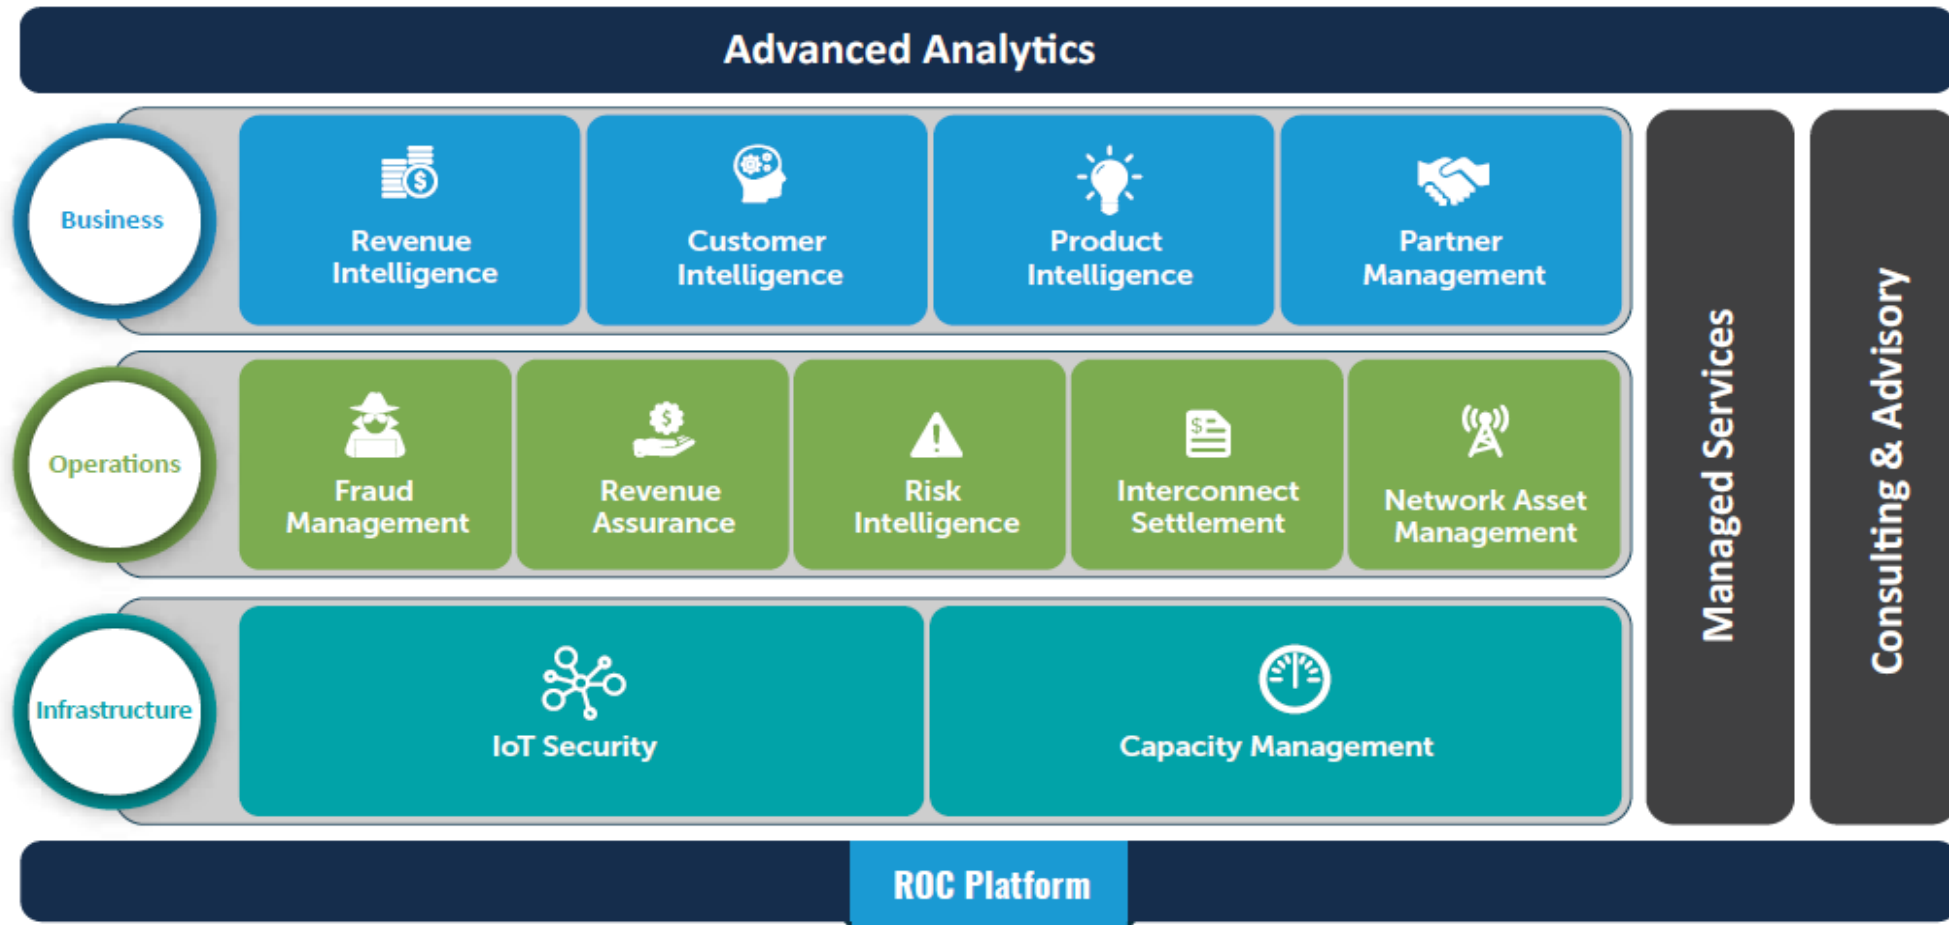 Advanced Analytics
Business
Revenue
Intelligence
Customer
Intelligence
Product
Intelligence
Partner
Management
Operations
Fraud
Management
Revenue
Assurance
Risk
Intelligence
Interconnect
Settlement
Network Asset
Management
Infrastructure
IoT Security
Capacity Management
Managed Services
Consulting & Advisory
ROC Platform